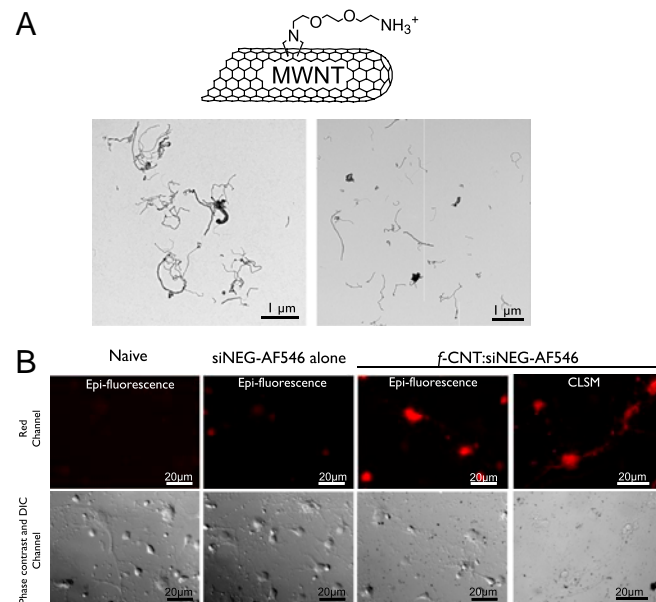 A
N
O
O
NH₃⁺
MWNT
1 µm
1 µm
B
Naive
siNEG-AF546 alone
f-CNT:siNEG-AF546
Epi-fluorescence
Epi-fluorescence
Epi-fluorescence
CLSM
Red
Channel
20µm
20µm
20µm
20µm
Phase contrast and DIC
Channel
20µm
20µm
20µm
20µm